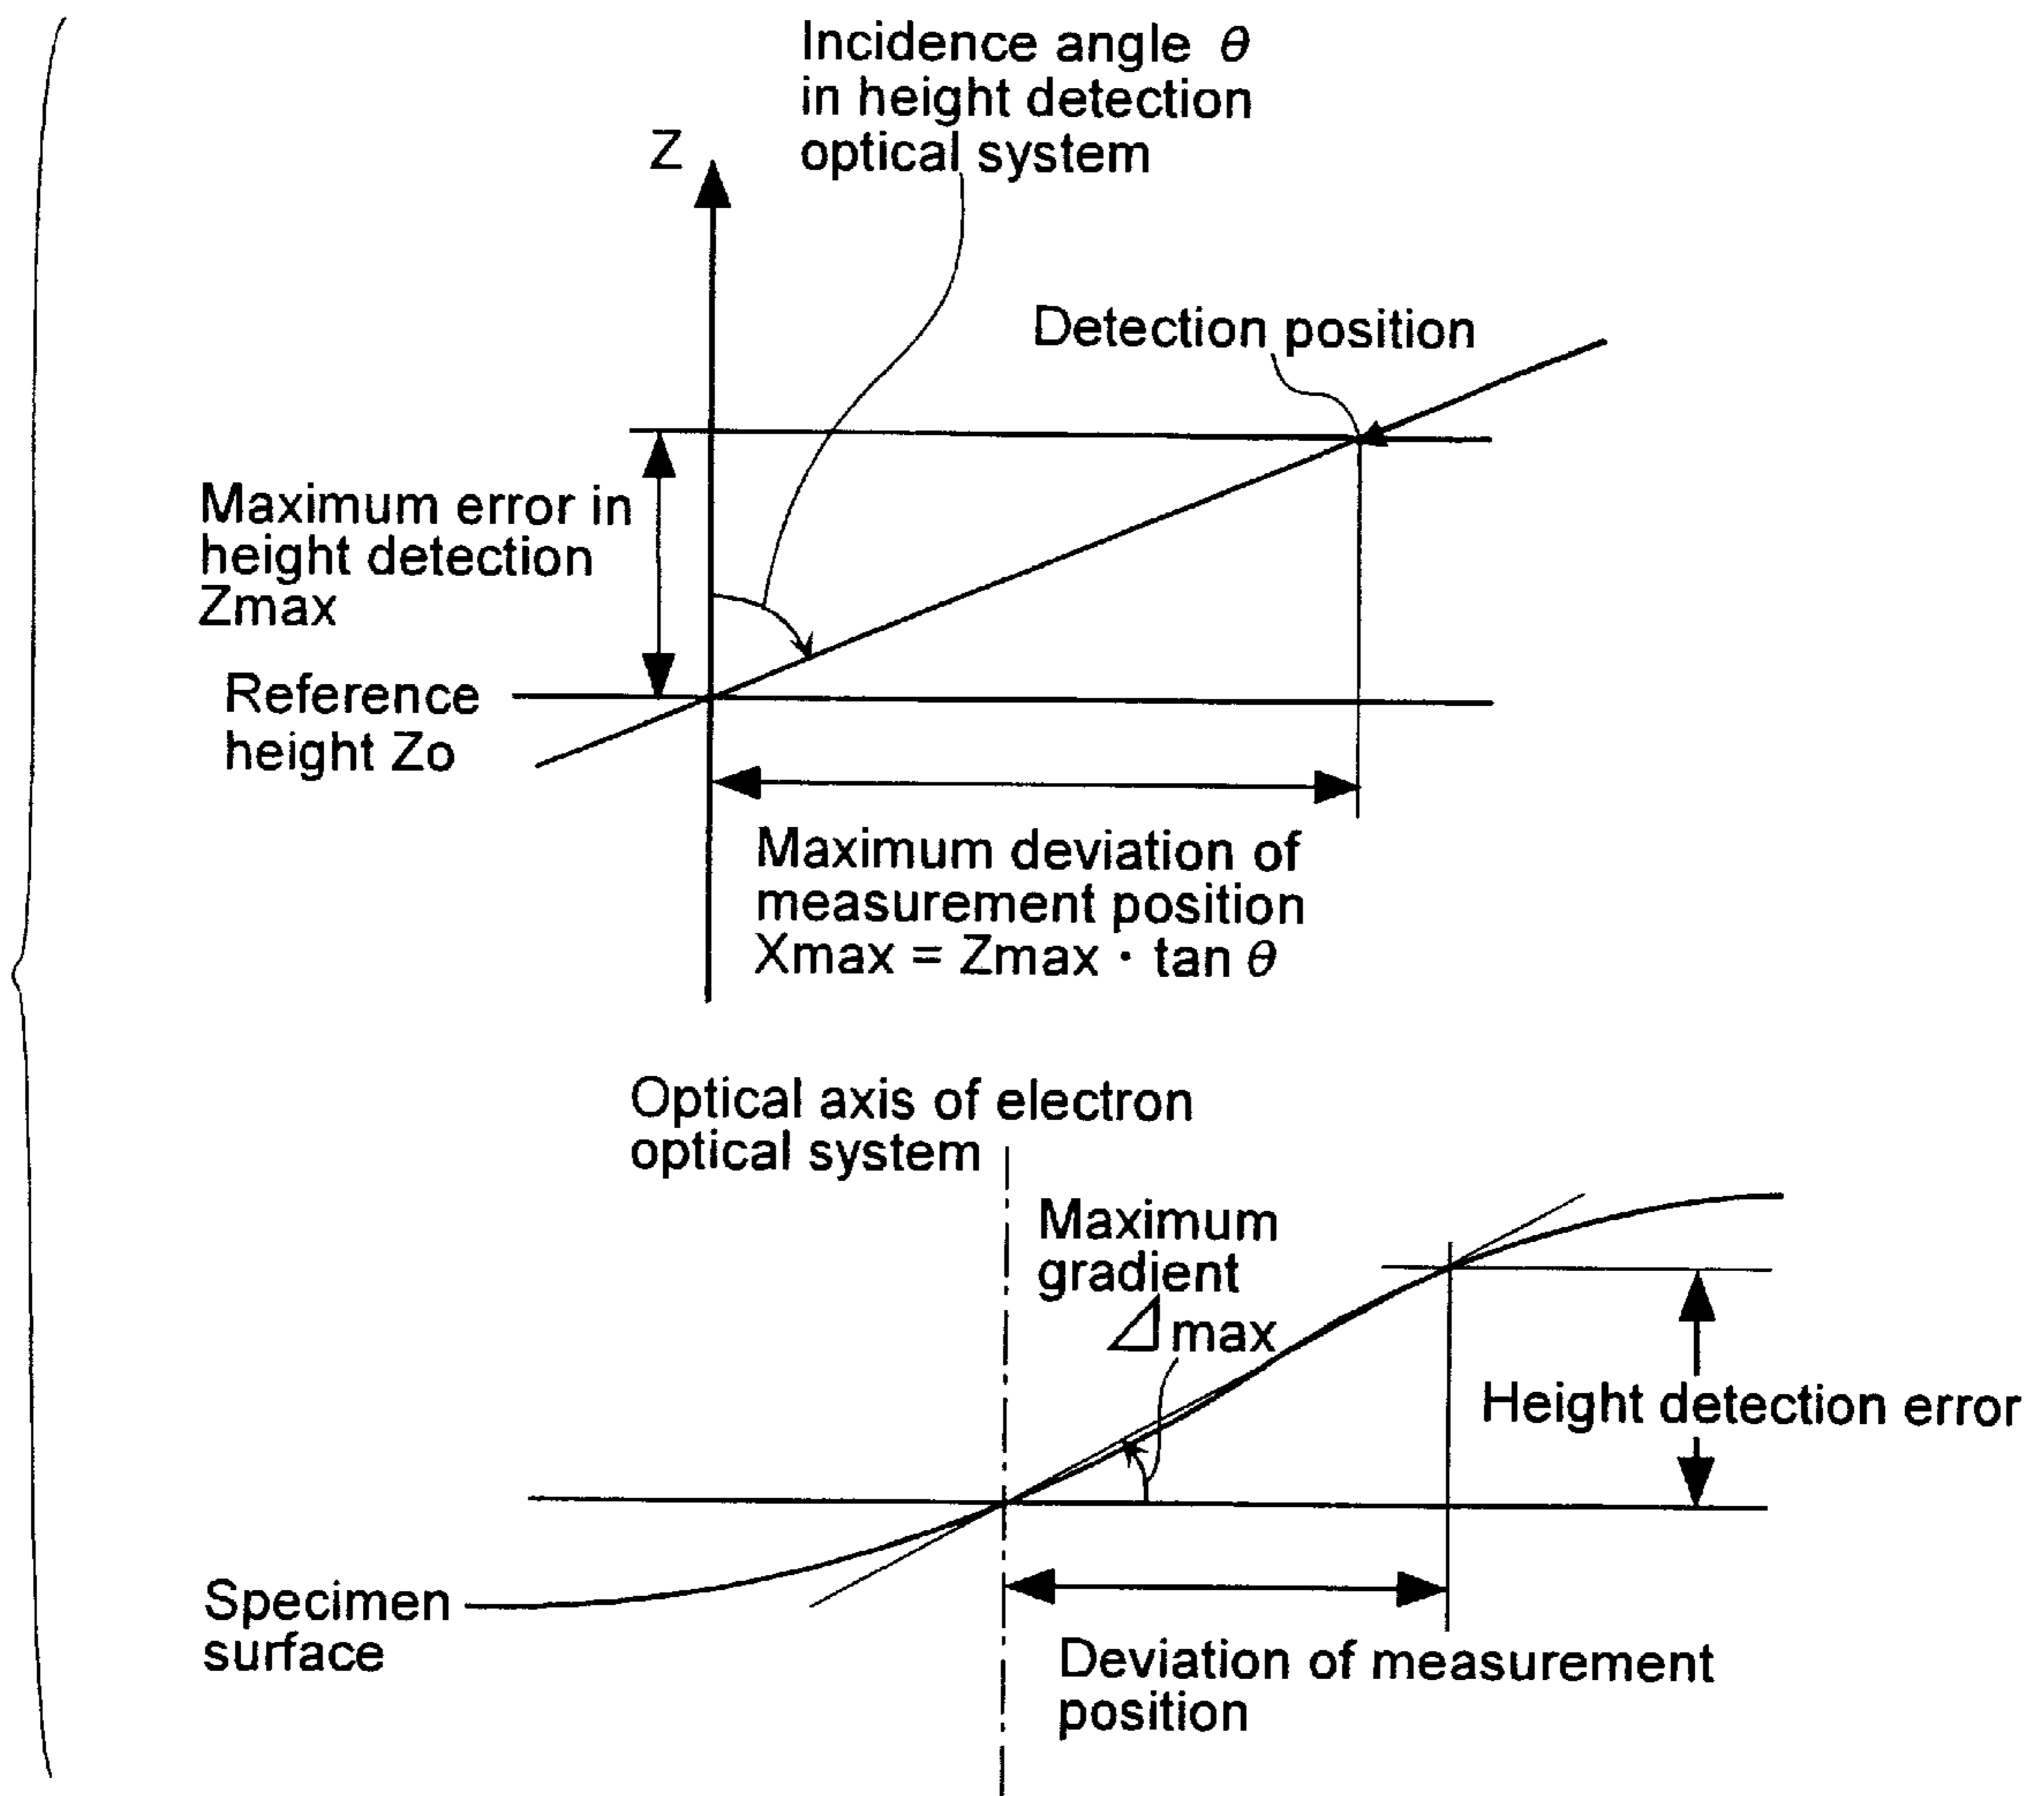 Incidence angle θ
in height detection
optical system
Z
Detection position
Maximum error in
height detection
Zmax
Reference
height Zo
Maximum deviation of
measurement position
Xmax = Zmax · tan θ
Optical axis of electron
optical system
Maximum
gradient
⊿max
Height detection error
Specimen
surface
Deviation of measurement
position